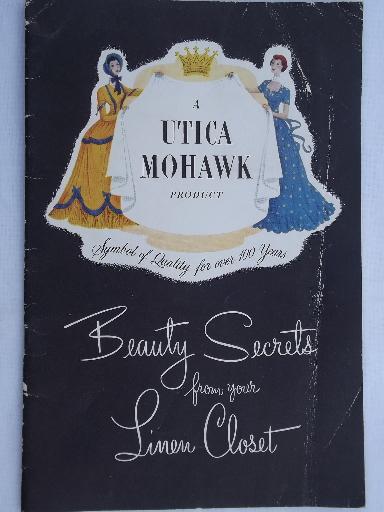 A
UTICA
MOHAWK
PRODUCT
Symbol of Quality for over 100 Years
Beauty Secrets
from your
Linen Closet